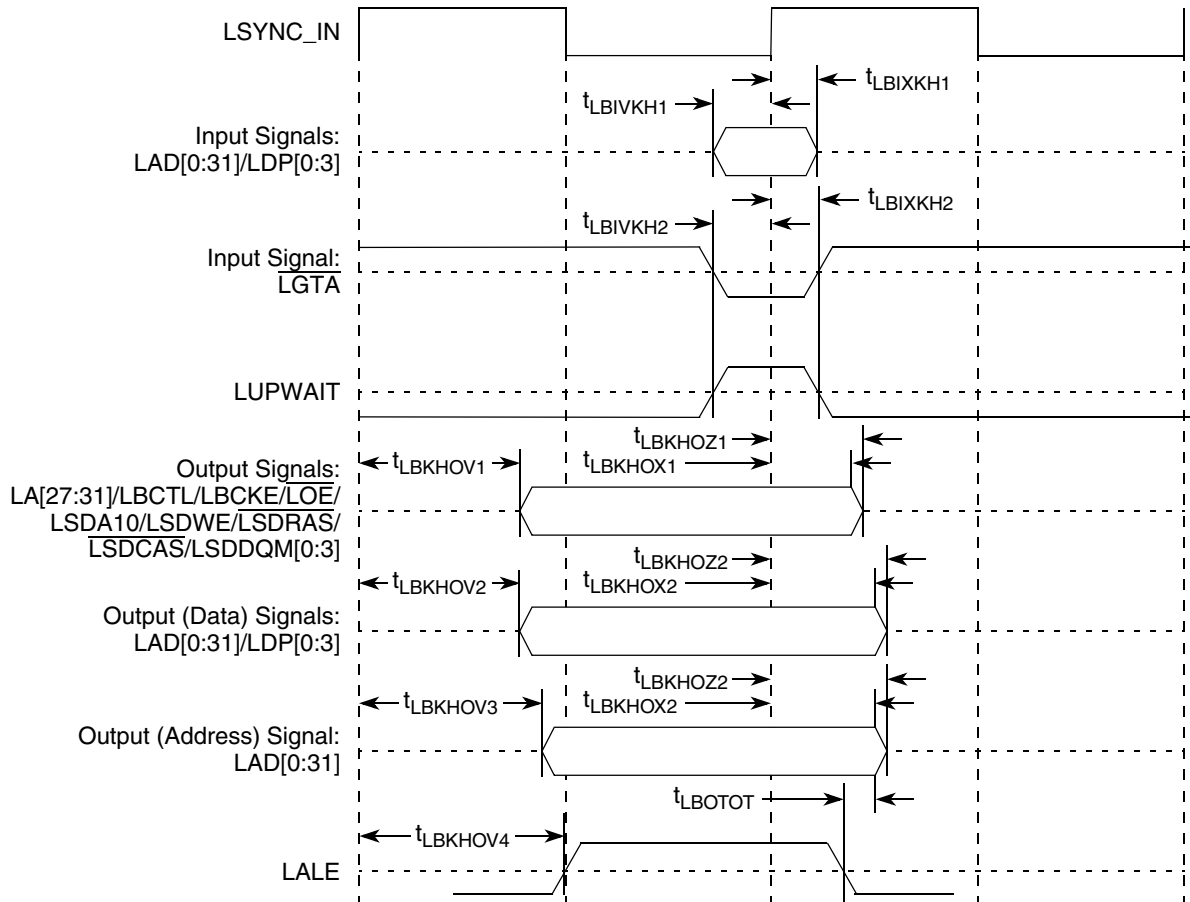 LSYNC_IN
tLBIXKH1
tLBIVKH1
Input Signals:
LAD[0:31]/LDP[0:3]
tLBIXKH2
tLBIVKH2
Input Signal:
LGTA
LUPWAIT
tLBKHOZ1
tLBKHOV1
tLBKHOX1
Output Signals:
LA[27:31]/LBCTL/LBCKE/LOE/
LSDA10/LSDWE/LSDRAS/
LSDCAS/LSDDQM[0:3]
tLBKHOZ2
tLBKHOV2
tLBKHOX2
Output (Data) Signals:
LAD[0:31]/LDP[0:3]
tLBKHOZ2
tLBKHOV3
tLBKHOX2
Output (Address) Signal:
LAD[0:31]
tLBOTOT
tLBKHOV4
LALE